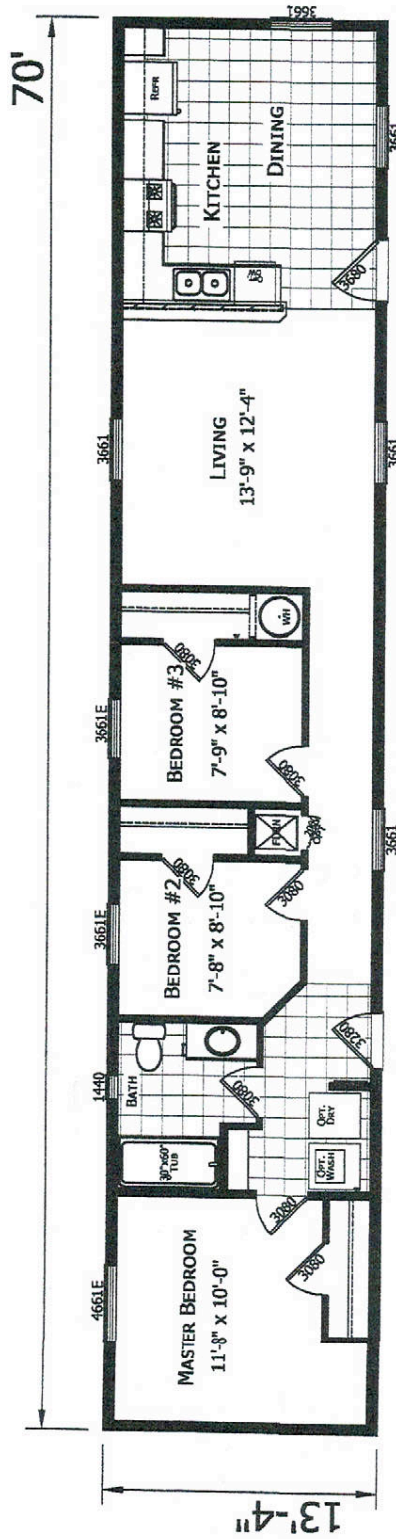 70'
13'-4"
4661E
1440
3661E
3661E
3661
3661
MASTER BEDROOM
11'-8" x 10'-0"
3080
3080
30"x60"
TUB
BATH
3080
OPT.
WASH
OPT.
DRY
3280
BEDROOM #2
7'-8" x 8'-10"
3080
3080
FURN
BEDROOM #3
7'-9" x 8'-10"
3080
3080
WH
LIVING
13'-9" x 12'-4"
KITCHEN
DINING
REFR
DW
3680
3661
3661
3661